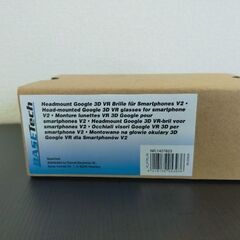 Headmount Google 3D VR Brille für Smartphones V2 •
Head-mounted Google 3D VR glasses for smartphone
V2 • Monture lunettes VR 3D Google pour
smartphones V2 • Headmount Google 3D VR-bril voor
smartphones V2 • Occhiali visori Google VR 3D per
smartphone V2 • Montowane na głowie okulary 3D
Google VR dla Smartphonów V2 •
BASETech